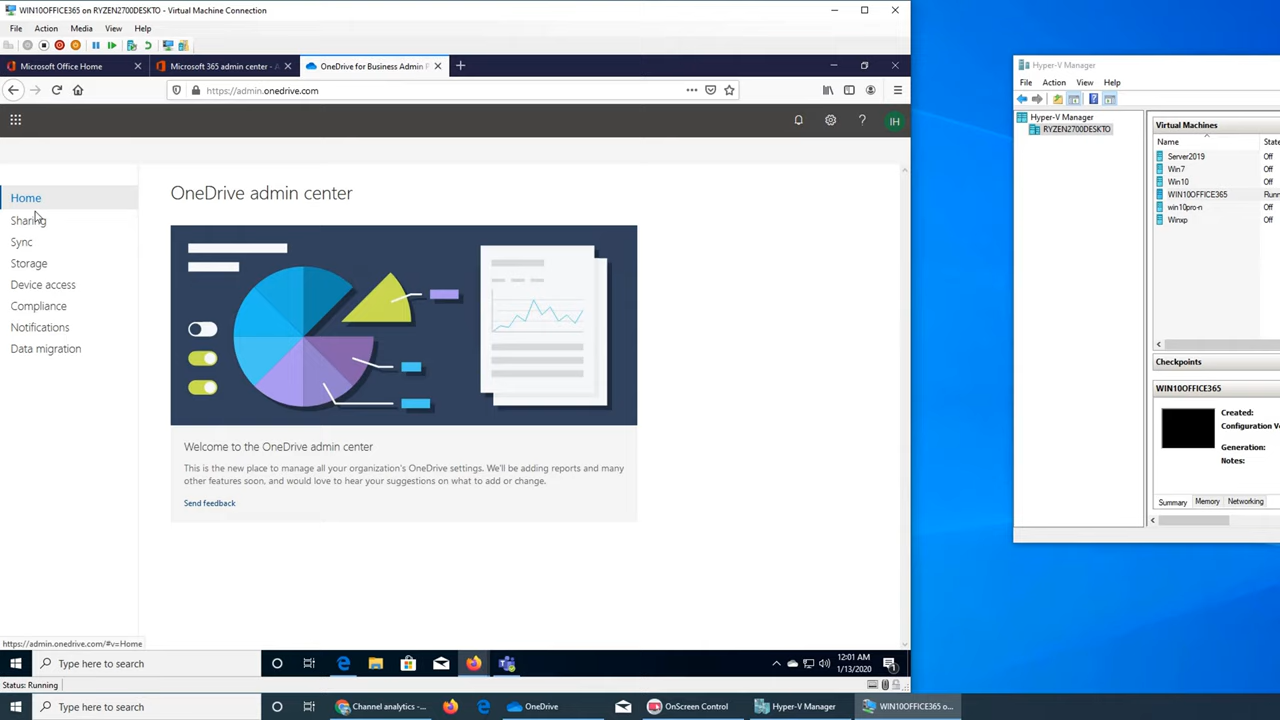 WIN10OFFICE365 on RYZEN2700DESKTO - Virtual Machine Connection
File Action Media View Help
Microsoft Office Home
Microsoft 365 admin center - A
OneDrive for Business Admin P
https://admin.onedrive.com
IH
Home
Sharing
Sync
Storage
Device access
Compliance
Notifications
Data migration
OneDrive admin center
Welcome to the OneDrive admin center
This is the new place to manage all your organization's OneDrive settings. We'll be adding reports and many
other features soon, and would love to hear your suggestions on what to add or change.
Send feedback
https://admin.onedrive.com/#v=Home
Type here to search
12:01 AM
1/13/2020
1
Status: Running
Hyper-V Manager
File Action View Help
Hyper-V Manager
RYZEN2700DESKTO
Virtual Machines
Name State
Server2019 Off
Win7 Off
Win10 Off
WIN10OFFICE365 Runn
win10pro-n Off
Winxp Off
Checkpoints
WIN10OFFICE365
Created:
Configuration Ve
Generation:
Notes:
Summary Memory Networking
Type here to search
Channel analytics -...
OneDrive
OnScreen Control
Hyper-V Manager
WIN10OFFICE365 o...